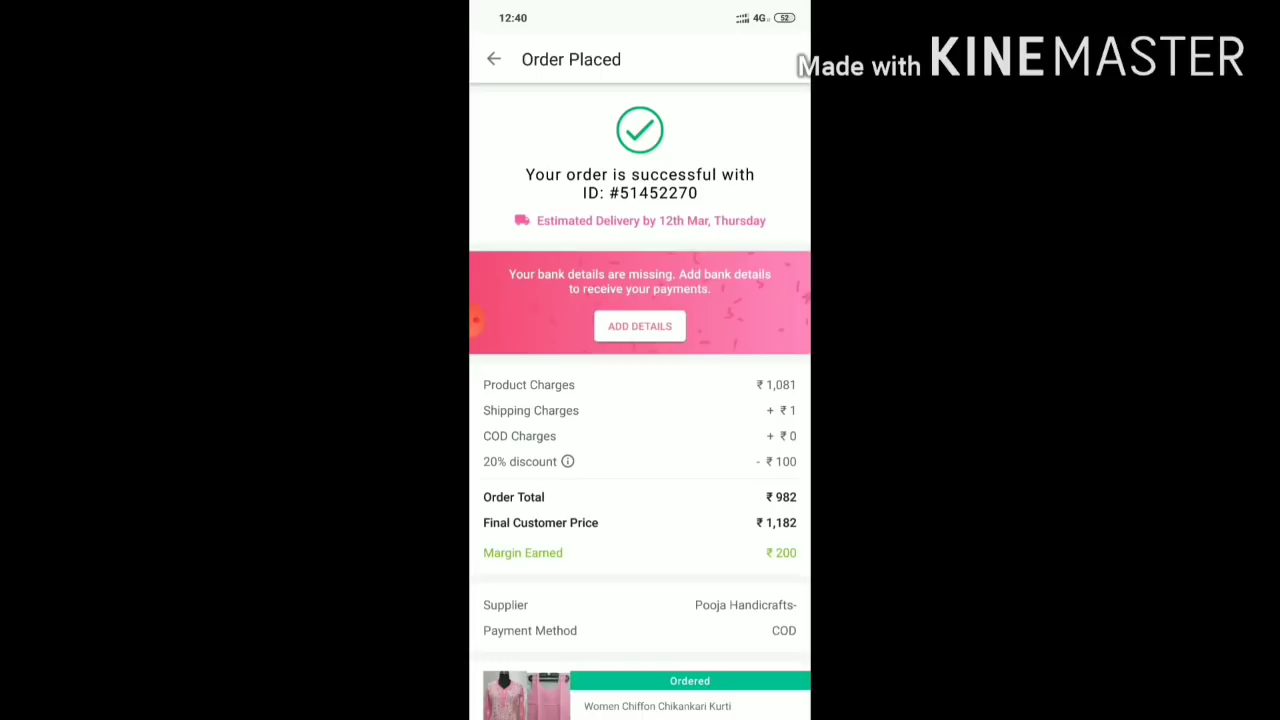 12:40
4G
52
Order Placed
Made with KINEMASTER
Your order is successful with
ID: #51452270
Estimated Delivery by 12th Mar, Thursday
Your bank details are missing. Add bank details
to receive your payments.
ADD DETAILS
Product Charges ₹ 1,081
Shipping Charges + ₹ 1
COD Charges + ₹ 0
20% discount - ₹ 100
Order Total ₹ 982
Final Customer Price ₹ 1,182
Margin Earned ₹ 200
Supplier Pooja Handicrafts-
Payment Method COD
Ordered
Women Chiffon Chikankari Kurti